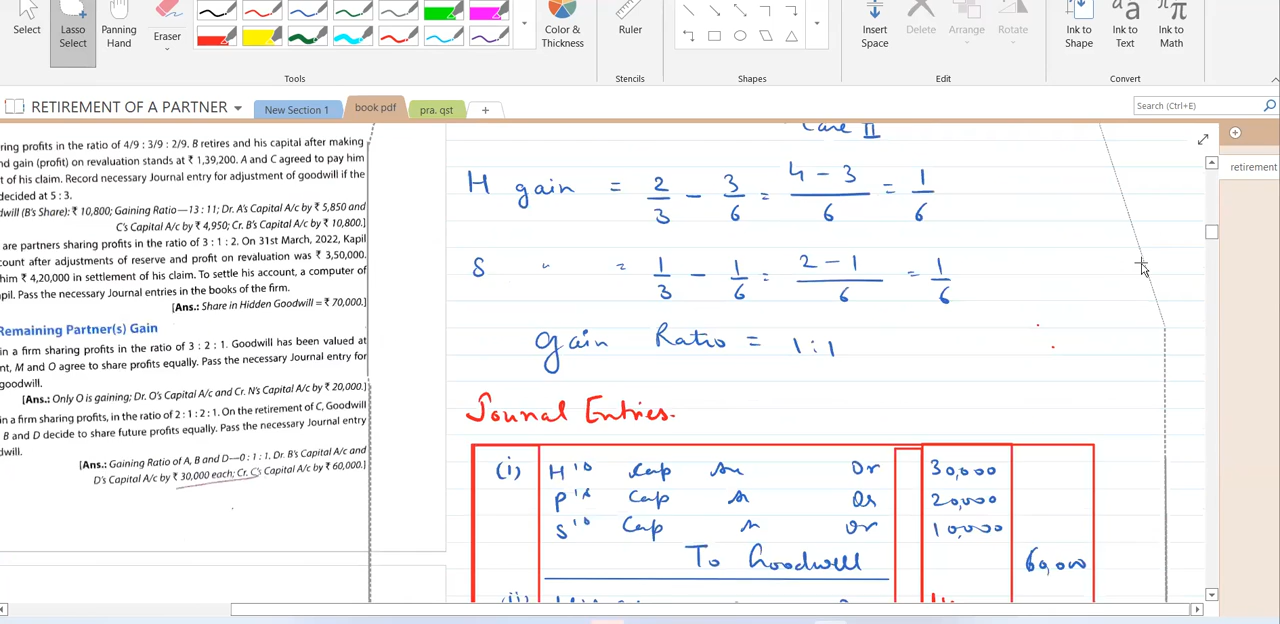 Select
Lasso Select
Panning Hand
Eraser
Color & Thickness
Ruler
Insert Space
Delete
Arrange
Rotate
Ink to Shape
Ink to Text
Ink to Math
Tools
Stencils
Shapes
Edit
Convert
RETIREMENT OF A PARTNER
New Section 1
book pdf
pra. qst
+
Search (Ctrl+E)
retirement
ring profits in the ratio of 4/9 : 3/9 : 2/9. B retires and his capital after making
nd gain (profit) on revaluation stands at ₹ 1,39,200. A and C agreed to pay him
t of his claim. Record necessary Journal entry for adjustment of goodwill if the
decided at 5 : 3.
dwill (B's Share): ₹ 10,800; Gaining Ratio—13 : 11; Dr. A's Capital A/c by ₹ 5,850 and
C's Capital A/c by ₹ 4,950; Cr. B's Capital A/c by ₹ 10,800.]
are partners sharing profits in the ratio of 3 : 1 : 2. On 31st March, 2022, Kapil
ount after adjustments of reserve and profit on revaluation was ₹ 3,50,000.
him ₹ 4,20,000 in settlement of his claim. To settle his account, a computer of
pil. Pass the necessary Journal entries in the books of the firm.
[Ans.: Share in Hidden Goodwill = ₹ 70,000.]
Remaining Partner(s) Gain
in a firm sharing profits in the ratio of 3 : 2 : 1. Goodwill has been valued at
nt, M and O agree to share profits equally. Pass the necessary Journal entry for
goodwill.
[Ans.: Only O is gaining; Dr. O's Capital A/c and Cr. N's Capital A/c by ₹ 20,000.]
in a firm sharing profits, in the ratio of 2 : 1 : 2 : 1. On the retirement of C, Goodwill
B and D decide to share future profits equally. Pass the necessary Journal entry
dwill.
[Ans.: Gaining Ratio of A, B and D—0 : 1 : 1. Dr. B's Capital A/c and
D's Capital A/c by ₹ 30,000 each; Cr. C's Capital A/c by ₹ 60,000.]
Case II
H gain = 2/3 - 3/6 = 4 - 3/6 = 1/6
S " = 1/3 - 1/6 = 2 - 1/6 = 1/6
gain Ratio = 1:1
Journal Entries.
(i) H's Cap A/c Dr 30,000
P's Cap A/c Dr 20,000
S's Cap A/c Dr 10,000
To Goodwill 60,000
(ii)